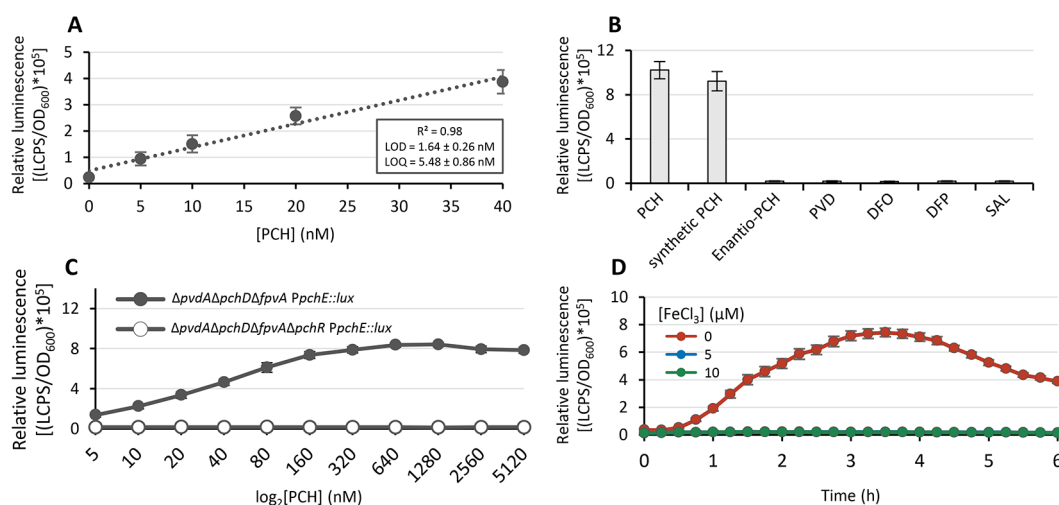 A
Relative luminescence
[(LCPS/OD600)*10⁵]
5
4
3
2
1
0
R² = 0.98
LOD = 1.64 ± 0.26 nM
LOQ = 5.48 ± 0.86 nM
0
5
10
20
40
[PCH] (nM)
B
Relative luminescence
[(LCPS/OD600)*10⁵]
12
8
4
0
PCH
synthetic PCH
Enantio-PCH
PVD
DFO
DFP
SAL
C
Relative luminescence
[(LCPS/OD600)*10⁵]
12
8
4
0
ΔpvdAΔpchDΔfpvA PpchE::lux
ΔpvdAΔpchDΔfpvAΔpchR PpchE::lux
5
10
20
40
80
160
320
640
1280
2560
5120
log₂[PCH] (nM)
D
Relative luminescence
[(LCPS/OD600)*10⁵]
10
8
6
4
2
0
[FeCl₃] (μM)
0
5
10
0
1
2
3
4
5
6
Time (h)